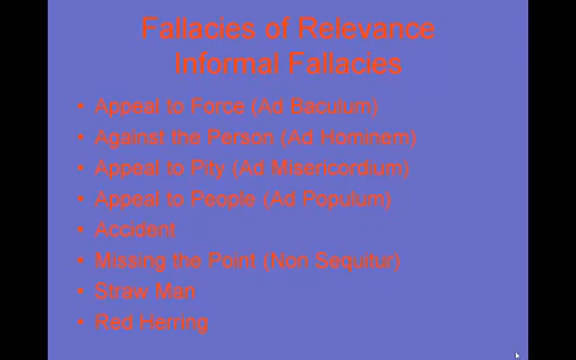 Fallacies of Relevance
Informal Fallacies
• Appeal to Force (Ad Baculum)
• Against the Person (Ad Hominem)
• Appeal to Pity (Ad Misericordium)
• Appeal to People (Ad Populum)
• Accident
• Missing the Point (Non Sequitur)
• Straw Man
• Red Herring